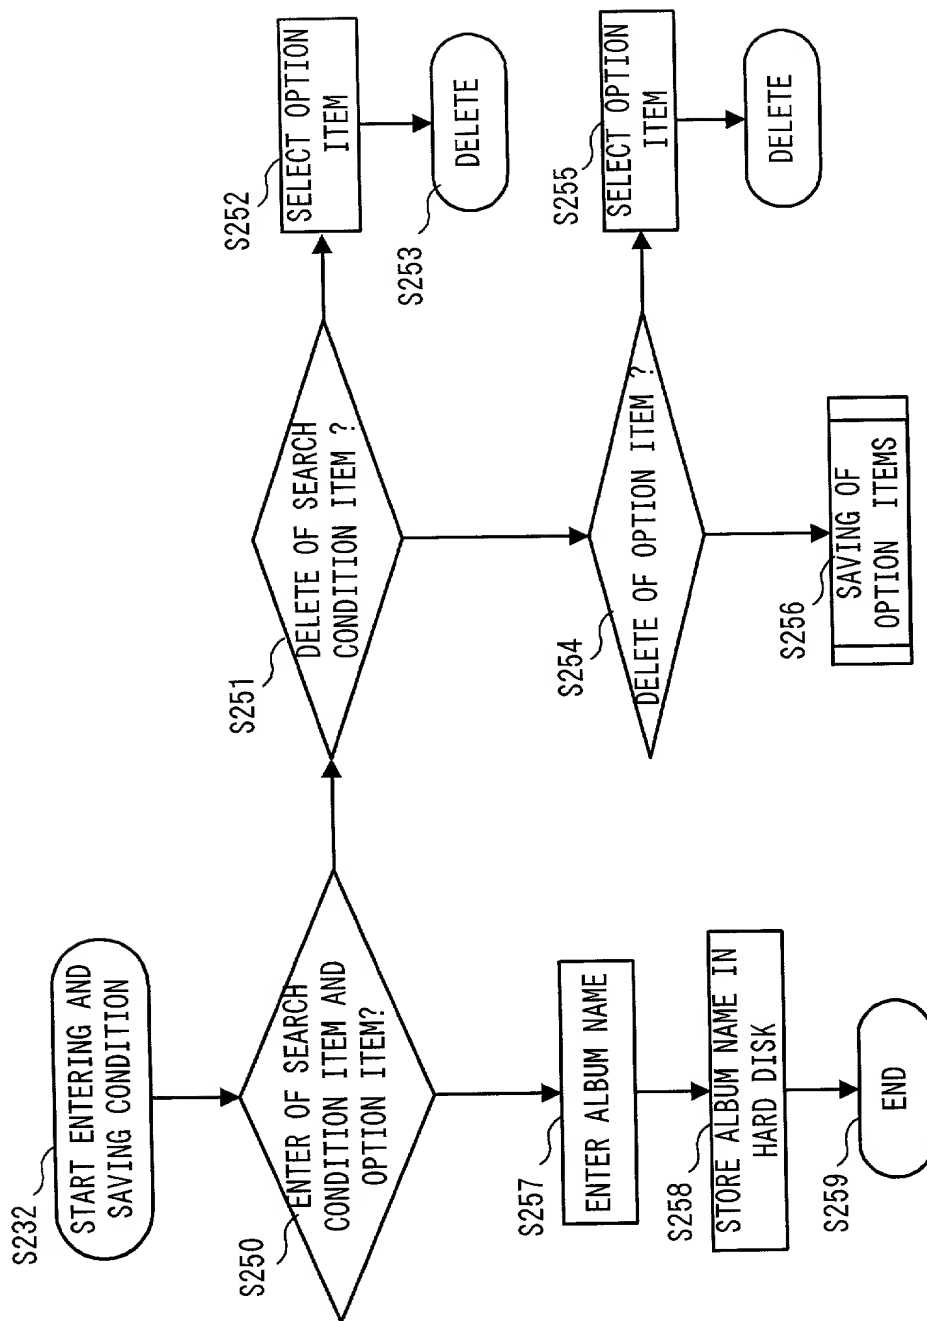 S232
START ENTERING AND
SAVING CONDITION
S250
ENTER OF SEARCH
CONDITION ITEM AND
OPTION ITEM?
S257
ENTER ALBUM NAME
S258
STORE ALBUM NAME IN
HARD DISK
S259
END
S251
DELETE OF SEARCH
CONDITION ITEM ?
S252
SELECT OPTION
ITEM
S253
DELETE
S254
DELETE OF OPTION ITEM ?
S255
SELECT OPTION
ITEM
DELETE
S256
SAVING OF
OPTION ITEMS